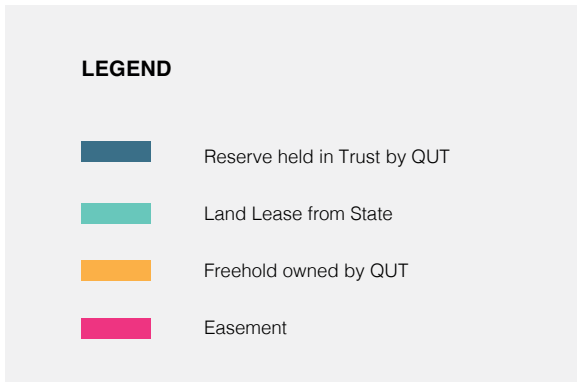 LEGEND
Reserve held in Trust by QUT
Land Lease from State
Freehold owned by QUT
Easement